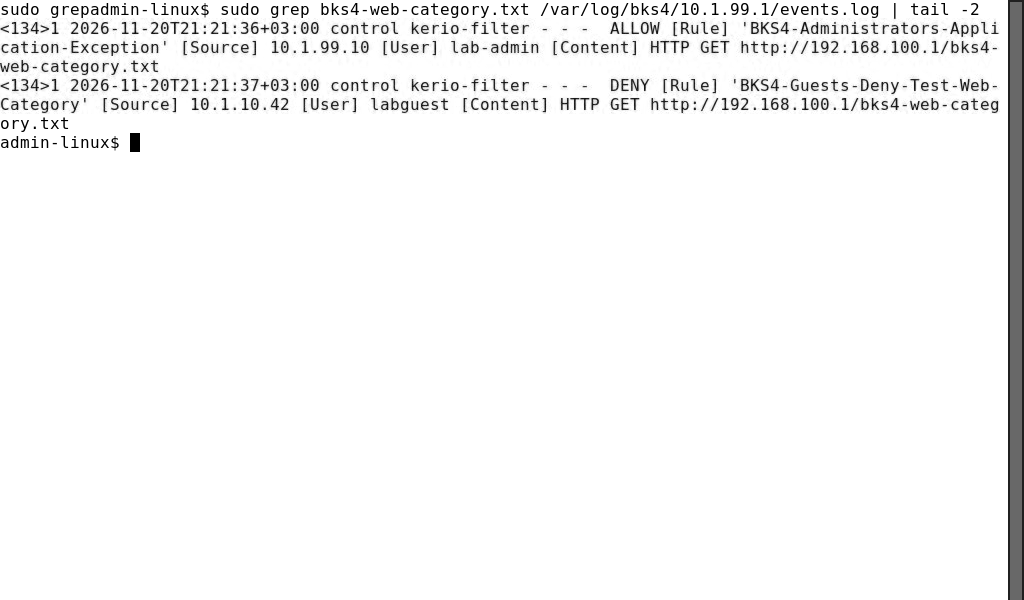 sudo grepadmin-linux$ sudo grep bks4-web-category.txt /var/log/bks4/10.1.99.1/events.log | tail -2
<134>1 2026-11-20T21:21:36+03:00 control kerio-filter - - -  ALLOW [Rule] 'BKS4-Administrators-Appli
cation-Exception' [Source] 10.1.99.10 [User] lab-admin [Content] HTTP GET http://192.168.100.1/bks4-
web-category.txt
<134>1 2026-11-20T21:21:37+03:00 control kerio-filter - - -  DENY [Rule] 'BKS4-Guests-Deny-Test-Web-
Category' [Source] 10.1.10.42 [User] labguest [Content] HTTP GET http://192.168.100.1/bks4-web-categ
ory.txt
admin-linux$